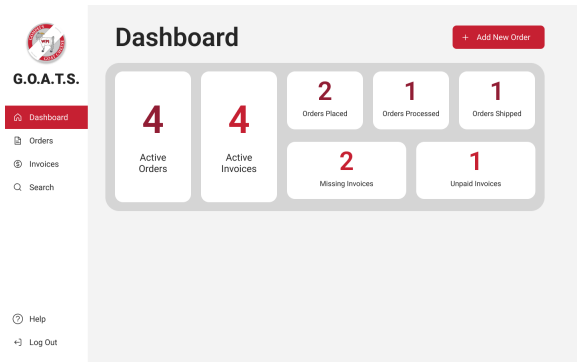 G.O.A.T.S.
Dashboard
Orders
Invoices
Search
Help
Log Out
Dashboard
+ Add New Order
4
Active
Orders
4
Active
Invoices
2
Orders Placed
1
Orders Processed
1
Orders Shipped
2
Missing Invoices
1
Unpaid Invoices